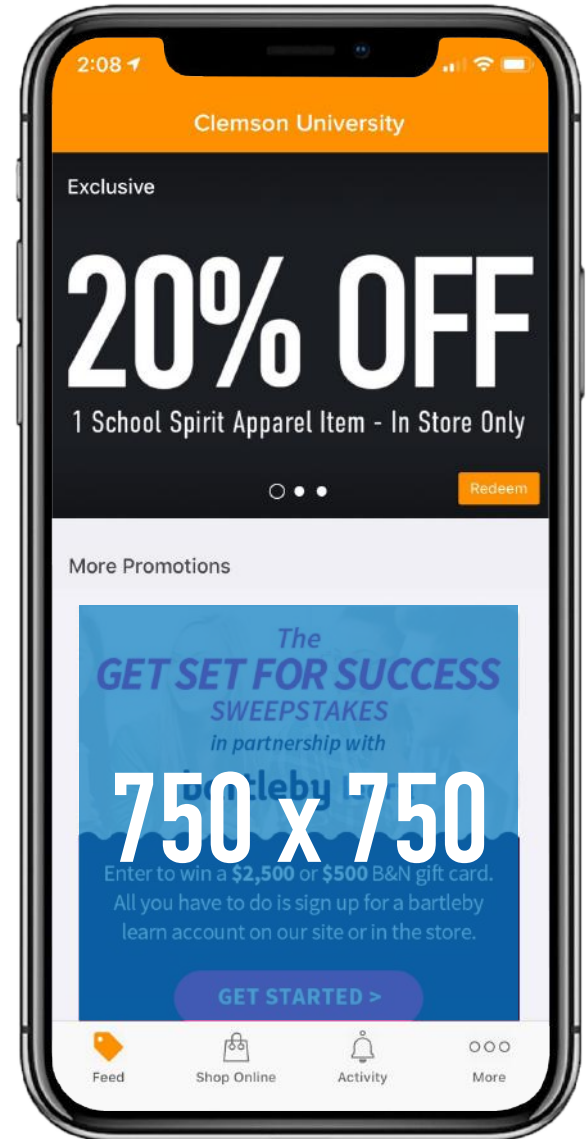 2:08
Clemson University
Exclusive
20% OFF
1 School Spirit Apparel Item - In Store Only
Redeem
More Promotions
The
GET SET FOR SUCCESS
SWEEPSTAKES
in partnership with
bartleby
750 x 750
Enter to win a $2,500 or $500 B&N gift card.
All you have to do is sign up for a bartleby
learn account on our site or in the store.
GET STARTED >
Feed
Shop Online
Activity
More